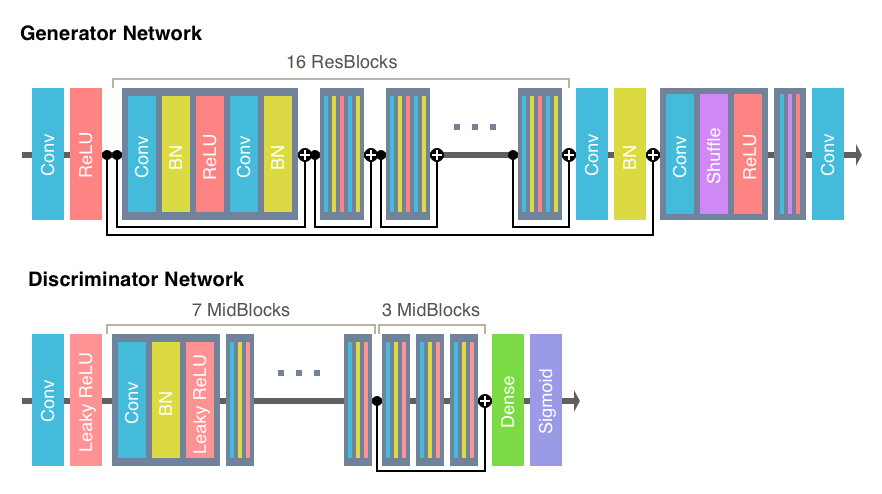 Generator Network
16 ResBlocks
Conv
ReLU
Conv
BN
ReLU
Conv
BN
Conv
BN
Conv
Shuffle
ReLU
Conv
Discriminator Network
7 MidBlocks
3 MidBlocks
Conv
Leaky ReLU
Conv
BN
Leaky ReLU
Dense
Sigmoid